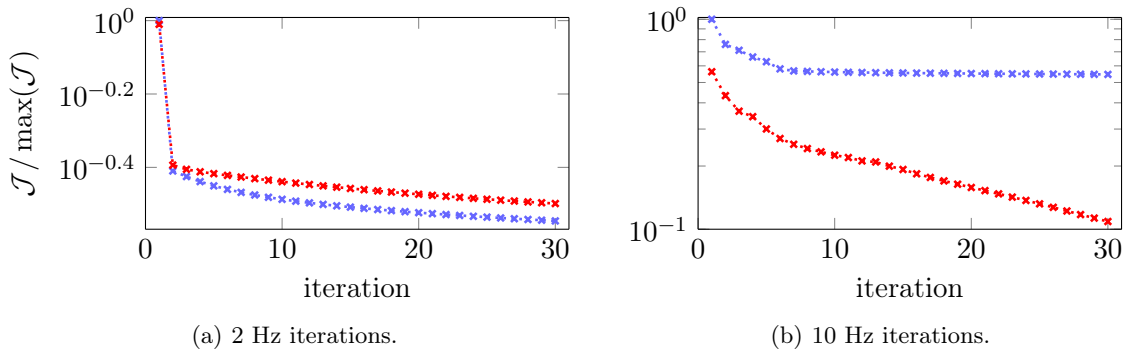 10^0
10^−0.2
10^−0.4
𝒥 / max(𝒥)
0 10 20 30
iteration
(a) 2 Hz iterations.
10^0
10^−1
0 10 20 30
iteration
(b) 10 Hz iterations.